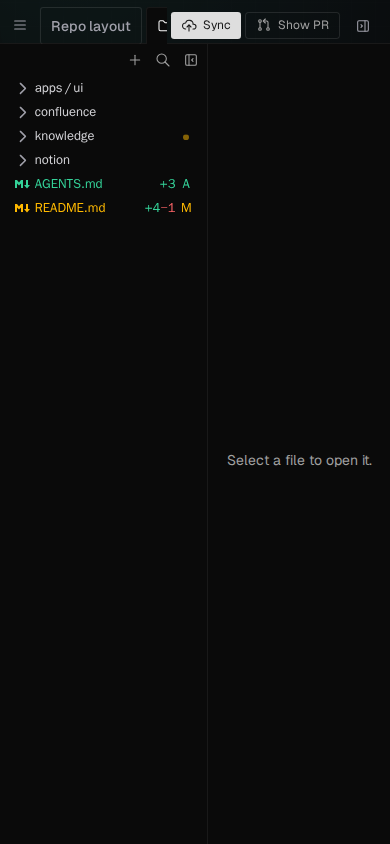 Repo layout
Sync
Show PR
apps / ui
confluence
knowledge
notion
AGENTS.md +3 A
README.md +4 −1 M
Select a file to open it.